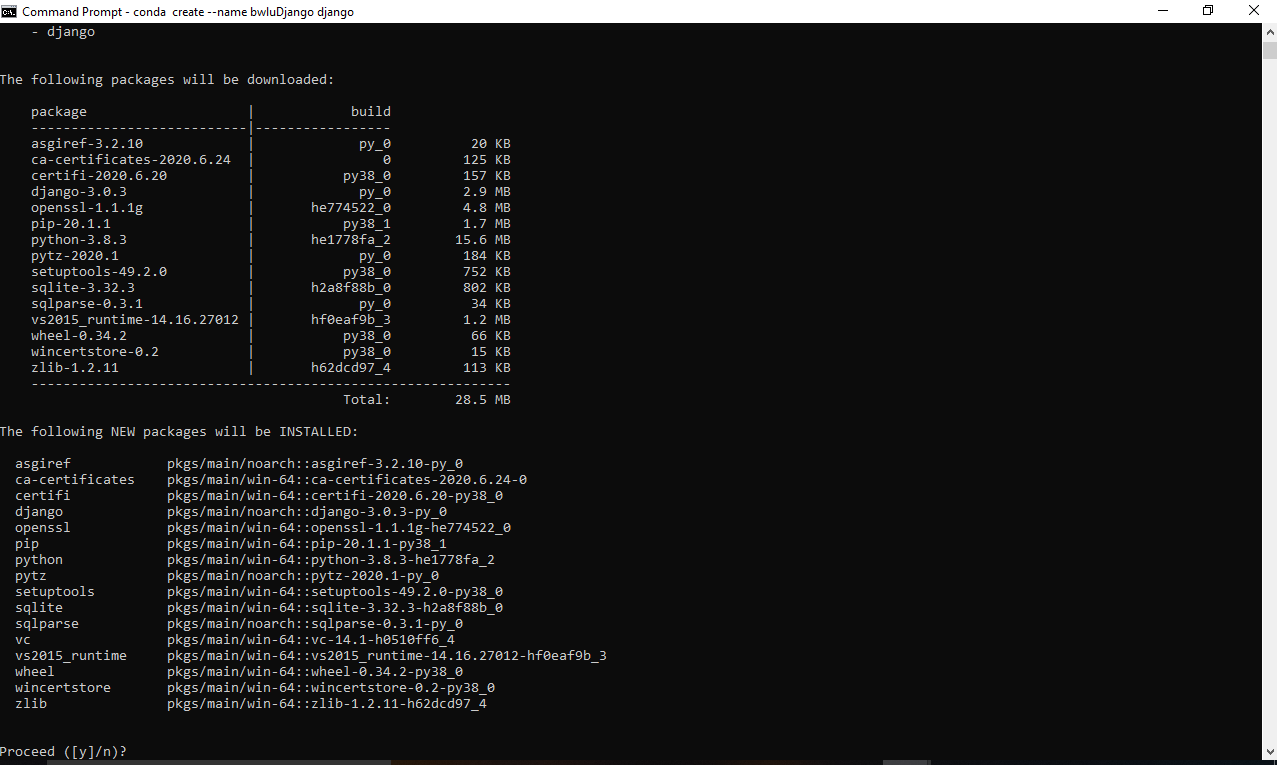 Command Prompt - conda  create --name bwluDjango django
    - django
The following packages will be downloaded:
    package                    |            build
    ---------------------------|-----------------
    asgiref-3.2.10             |             py_0          20 KB
    ca-certificates-2020.6.24  |                0         125 KB
    certifi-2020.6.20          |           py38_0         157 KB
    django-3.0.3               |             py_0         2.9 MB
    openssl-1.1.1g             |       he774522_0         4.8 MB
    pip-20.1.1                 |           py38_1         1.7 MB
    python-3.8.3               |       he1778fa_2        15.6 MB
    pytz-2020.1                |             py_0         184 KB
    setuptools-49.2.0          |           py38_0         752 KB
    sqlite-3.32.3              |       h2a8f88b_0         802 KB
    sqlparse-0.3.1             |             py_0          34 KB
    vs2015_runtime-14.16.27012 |       hf0eaf9b_3         1.2 MB
    wheel-0.34.2               |           py38_0          66 KB
    wincertstore-0.2           |           py38_0          15 KB
    zlib-1.2.11                |       h62dcd97_4         113 KB
    ------------------------------------------------------------
                                           Total:        28.5 MB
The following NEW packages will be INSTALLED:
  asgiref            pkgs/main/noarch::asgiref-3.2.10-py_0
  ca-certificates    pkgs/main/win-64::ca-certificates-2020.6.24-0
  certifi            pkgs/main/win-64::certifi-2020.6.20-py38_0
  django             pkgs/main/noarch::django-3.0.3-py_0
  openssl            pkgs/main/win-64::openssl-1.1.1g-he774522_0
  pip                pkgs/main/win-64::pip-20.1.1-py38_1
  python             pkgs/main/win-64::python-3.8.3-he1778fa_2
  pytz               pkgs/main/noarch::pytz-2020.1-py_0
  setuptools         pkgs/main/win-64::setuptools-49.2.0-py38_0
  sqlite             pkgs/main/win-64::sqlite-3.32.3-h2a8f88b_0
  sqlparse           pkgs/main/noarch::sqlparse-0.3.1-py_0
  vc                 pkgs/main/win-64::vc-14.1-h0510ff6_4
  vs2015_runtime     pkgs/main/win-64::vs2015_runtime-14.16.27012-hf0eaf9b_3
  wheel              pkgs/main/win-64::wheel-0.34.2-py38_0
  wincertstore       pkgs/main/win-64::wincertstore-0.2-py38_0
  zlib               pkgs/main/win-64::zlib-1.2.11-h62dcd97_4
Proceed ([y]/n)?